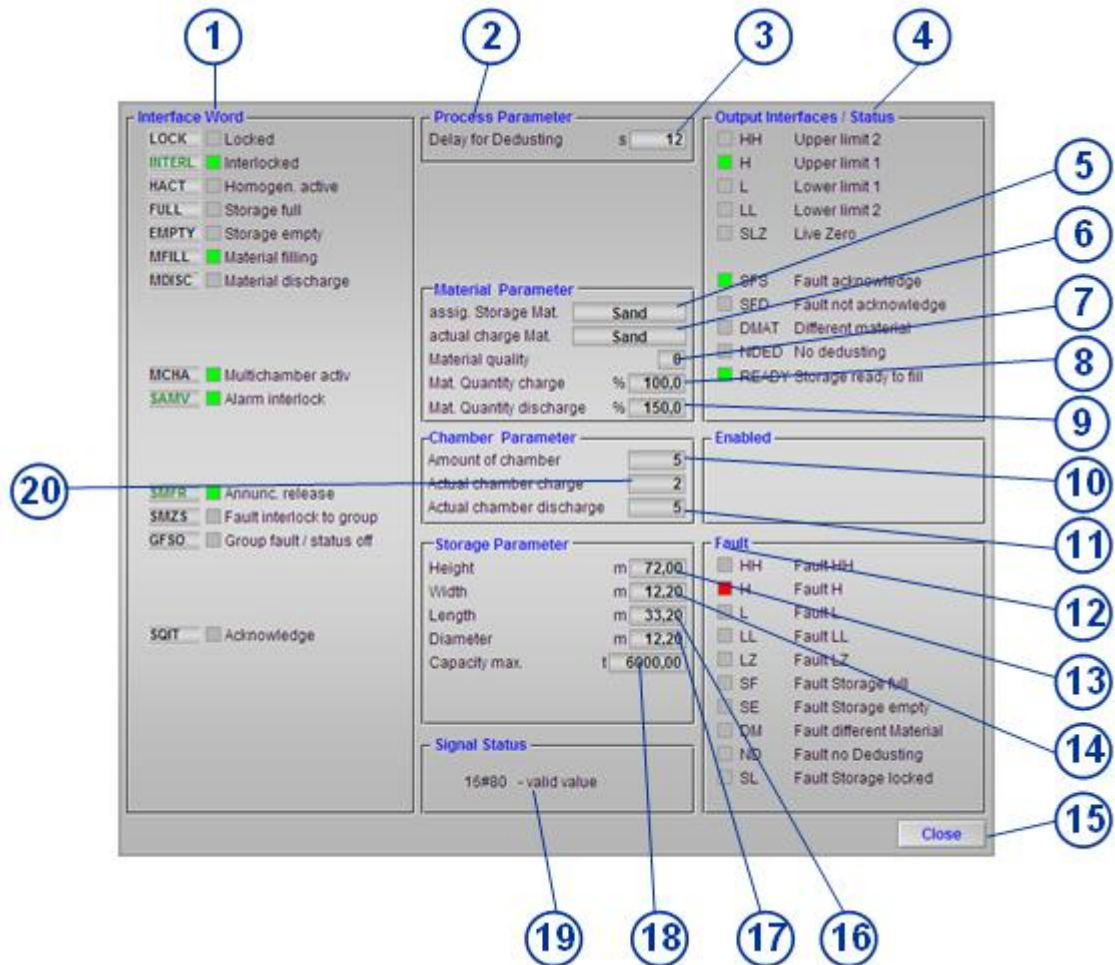 1
2
3
4
Interface Word
LOCK Locked
INTERL Interlocked
HACT Homogen. active
FULL Storage full
EMPTY Storage empty
MFILL Material filling
MDISC Material discharge
MCHA Multichamber activ
SAMV Alarm interlock
SMFR Annunc. release
SMZS Fault interlock to group
GFSO Group fault / status off
SQIT Acknowledge
20
Process Parameter
Delay for Dedusting s 12
Material Parameter
assig. Storage Mat. Sand
actual charge Mat. Sand
Material quality 0
Mat. Quantity charge % 100,0
Mat. Quantity discharge % 150,0
Chamber Parameter
Amount of chamber 5
Actual chamber charge 2
Actual chamber discharge 5
Storage Parameter
Height m 72,00
Width m 12,20
Length m 33,20
Diameter m 12,20
Capacity max. t 6000,00
Signal Status
16#80 - valid value
Output Interfaces / Status
HH Upper limit 2
H Upper limit 1
L Lower limit 1
LL Lower limit 2
SLZ Live Zero
SFS Fault acknowledge
SFD Fault not acknowledge
DMAT Different material
NDED No dedusting
READY Storage ready to fill
Enabled
Fault
HH Fault HH
H Fault H
L Fault L
LL Fault LL
LZ Fault LZ
SF Fault Storage full
SE Fault Storage empty
DM Fault different Material
ND Fault no Dedusting
SL Fault Storage locked
Close
5
6
7
8
9
10
11
12
13
14
15
19
18
17
16